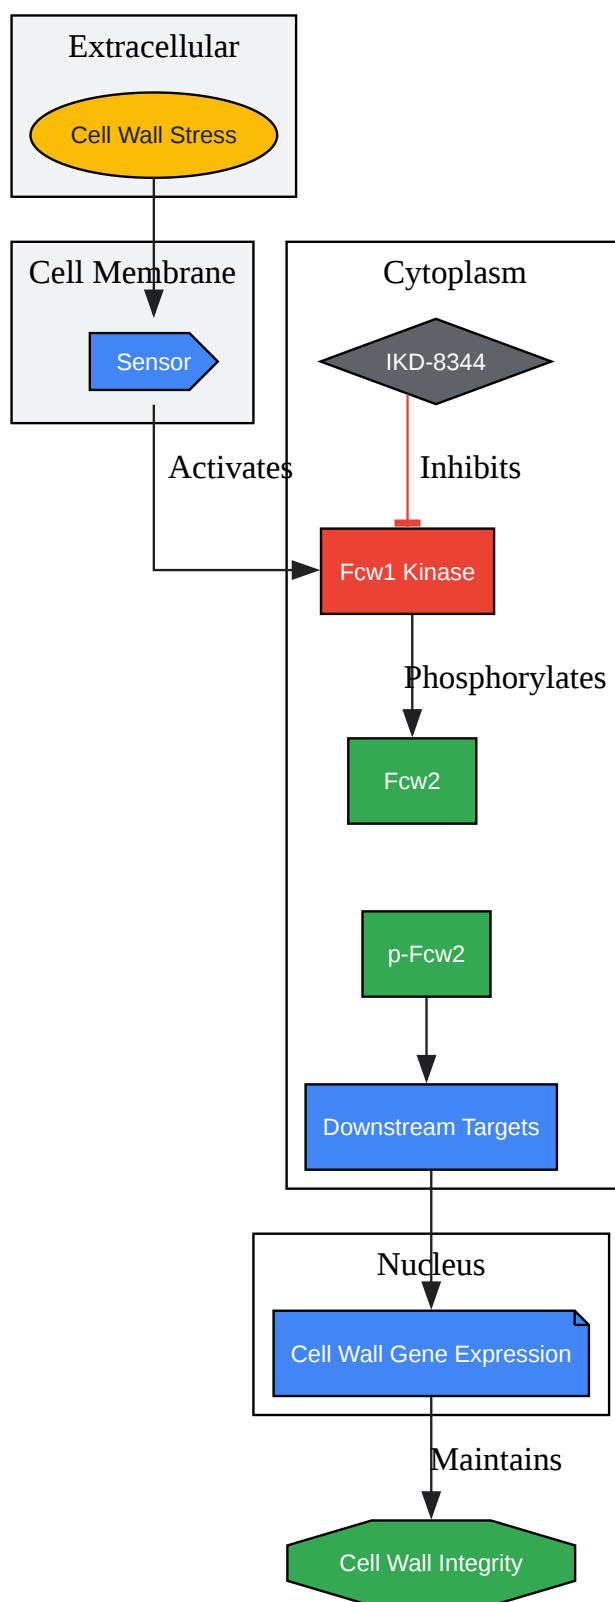 Extracellular
Cell Wall Stress
Cell Membrane
Cytoplasm
Sensor
IKD-8344
Activates
Inhibits
Fcw1 Kinase
Phosphorylates
Fcw2
p-Fcw2
Downstream Targets
Nucleus
Cell Wall Gene Expression
Maintains
Cell Wall Integrity